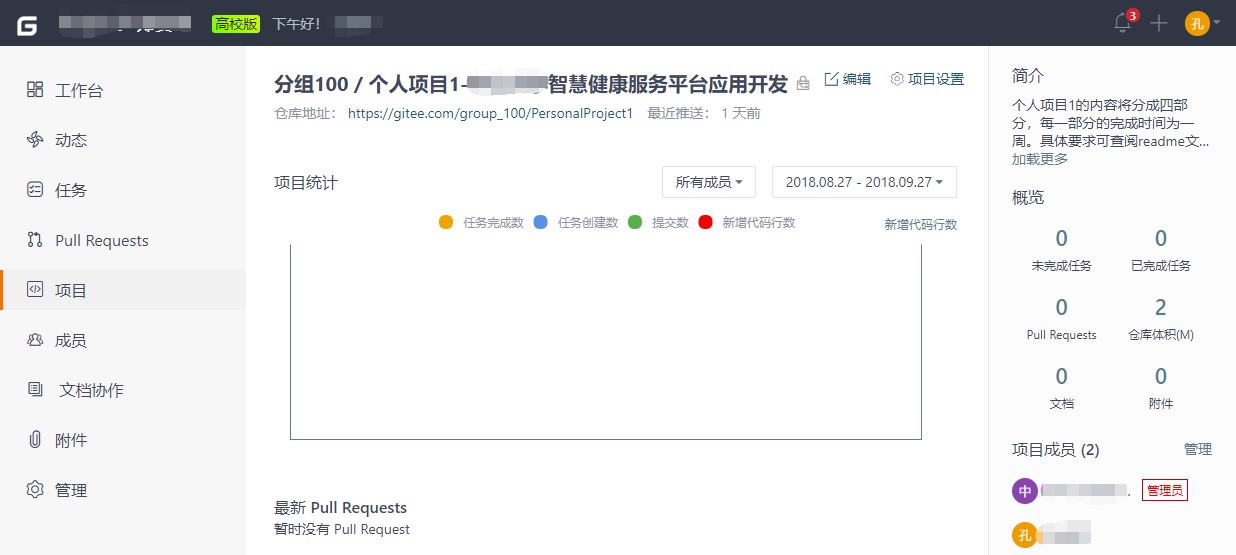 高校版 下午好! 3 孔
工作台
动态
任务
Pull Requests
项目
成员
文档协作
附件
管理
分组100 / 个人项目1- 智慧健康服务平台应用开发 编辑 项目设置
仓库地址: https://gitee.com/group_100/PersonalProject1 最近推送: 1 天前
项目统计 所有成员 2018.08.27 - 2018.09.27
任务完成数 任务创建数 提交数 新增代码行数 新增代码行数
最新 Pull Requests
暂时没有 Pull Request
简介
个人项目1的内容将分成四部
分，每一部分的完成时间为一
周。具体要求可查阅readme文...
加载更多
概览
0 0
未完成任务 已完成任务
0 2
Pull Requests 仓库体积(M)
0 0
文档 附件
项目成员 (2) 管理
中 . 管理员
孔